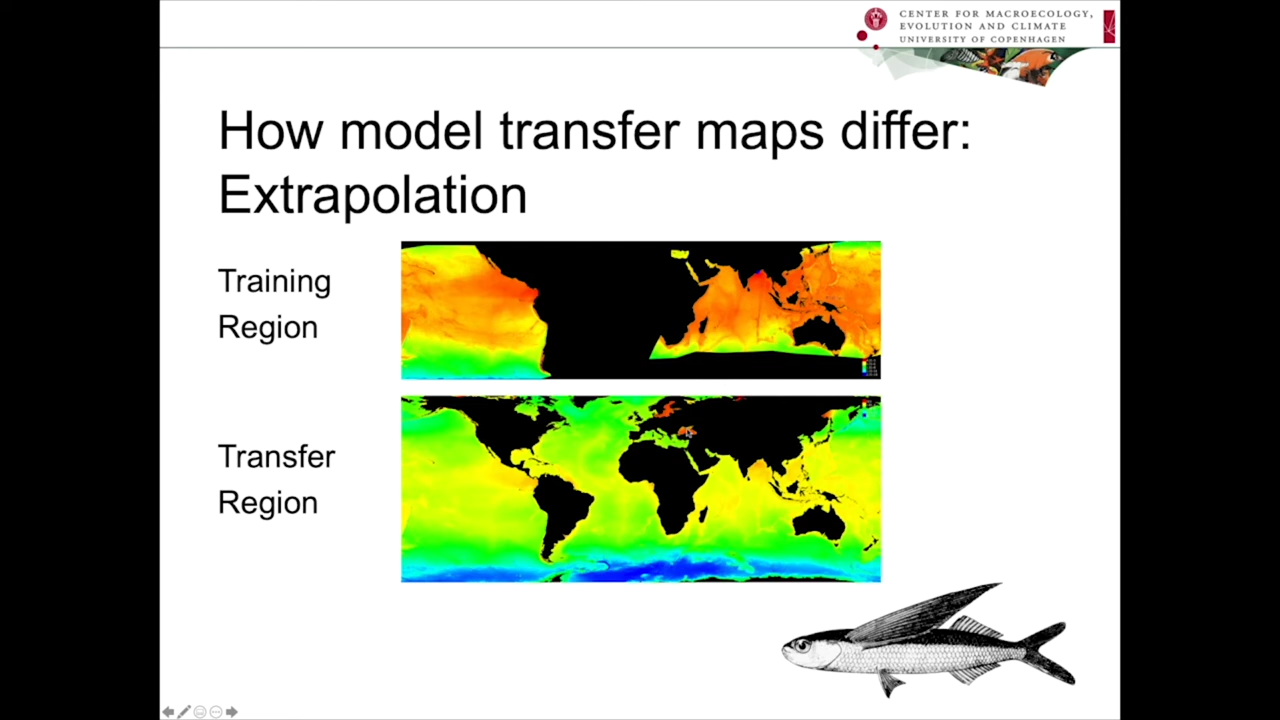 CENTER FOR MACROECOLOGY,
EVOLUTION AND CLIMATE
UNIVERSITY OF COPENHAGEN
How model transfer maps differ:
Extrapolation
Training
Region
Transfer
Region